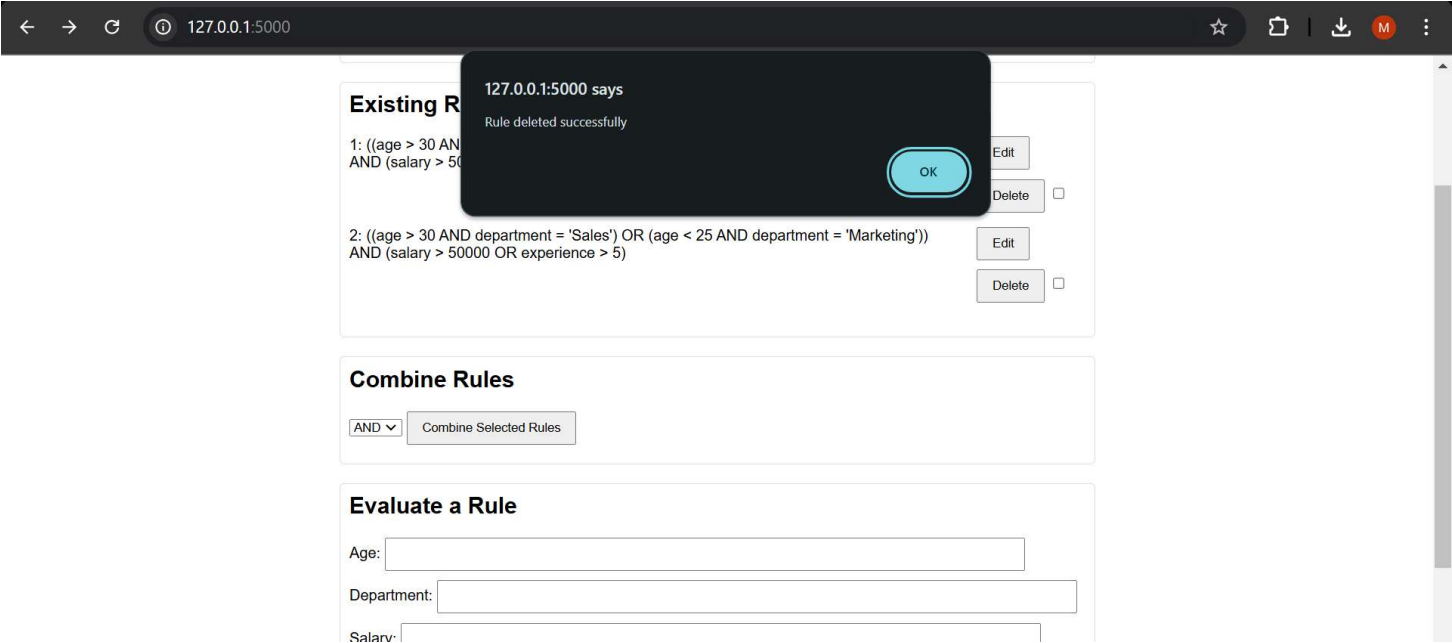 127.0.0.1:5000
M
127.0.0.1:5000 says
Rule deleted successfully
OK
Existing R
1: ((age > 30 AN
AND (salary > 50
Edit
Delete
2: ((age > 30 AND department = 'Sales') OR (age < 25 AND department = 'Marketing'))
AND (salary > 50000 OR experience > 5)
Edit
Delete
Combine Rules
AND Combine Selected Rules
Evaluate a Rule
Age:
Department:
Salary: